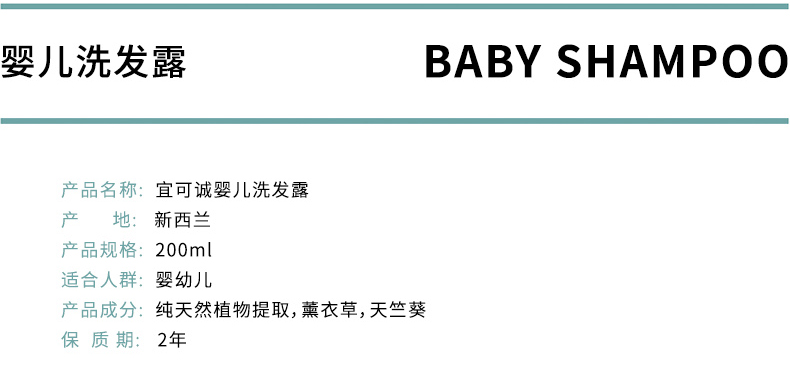 婴儿洗发露
BABY SHAMPOO
产品名称: 宜可诚婴儿洗发露
产 地: 新西兰
产品规格: 200ml
适合人群: 婴幼儿
产品成分: 纯天然植物提取，薰衣草，天竺葵
保 质 期: 2年